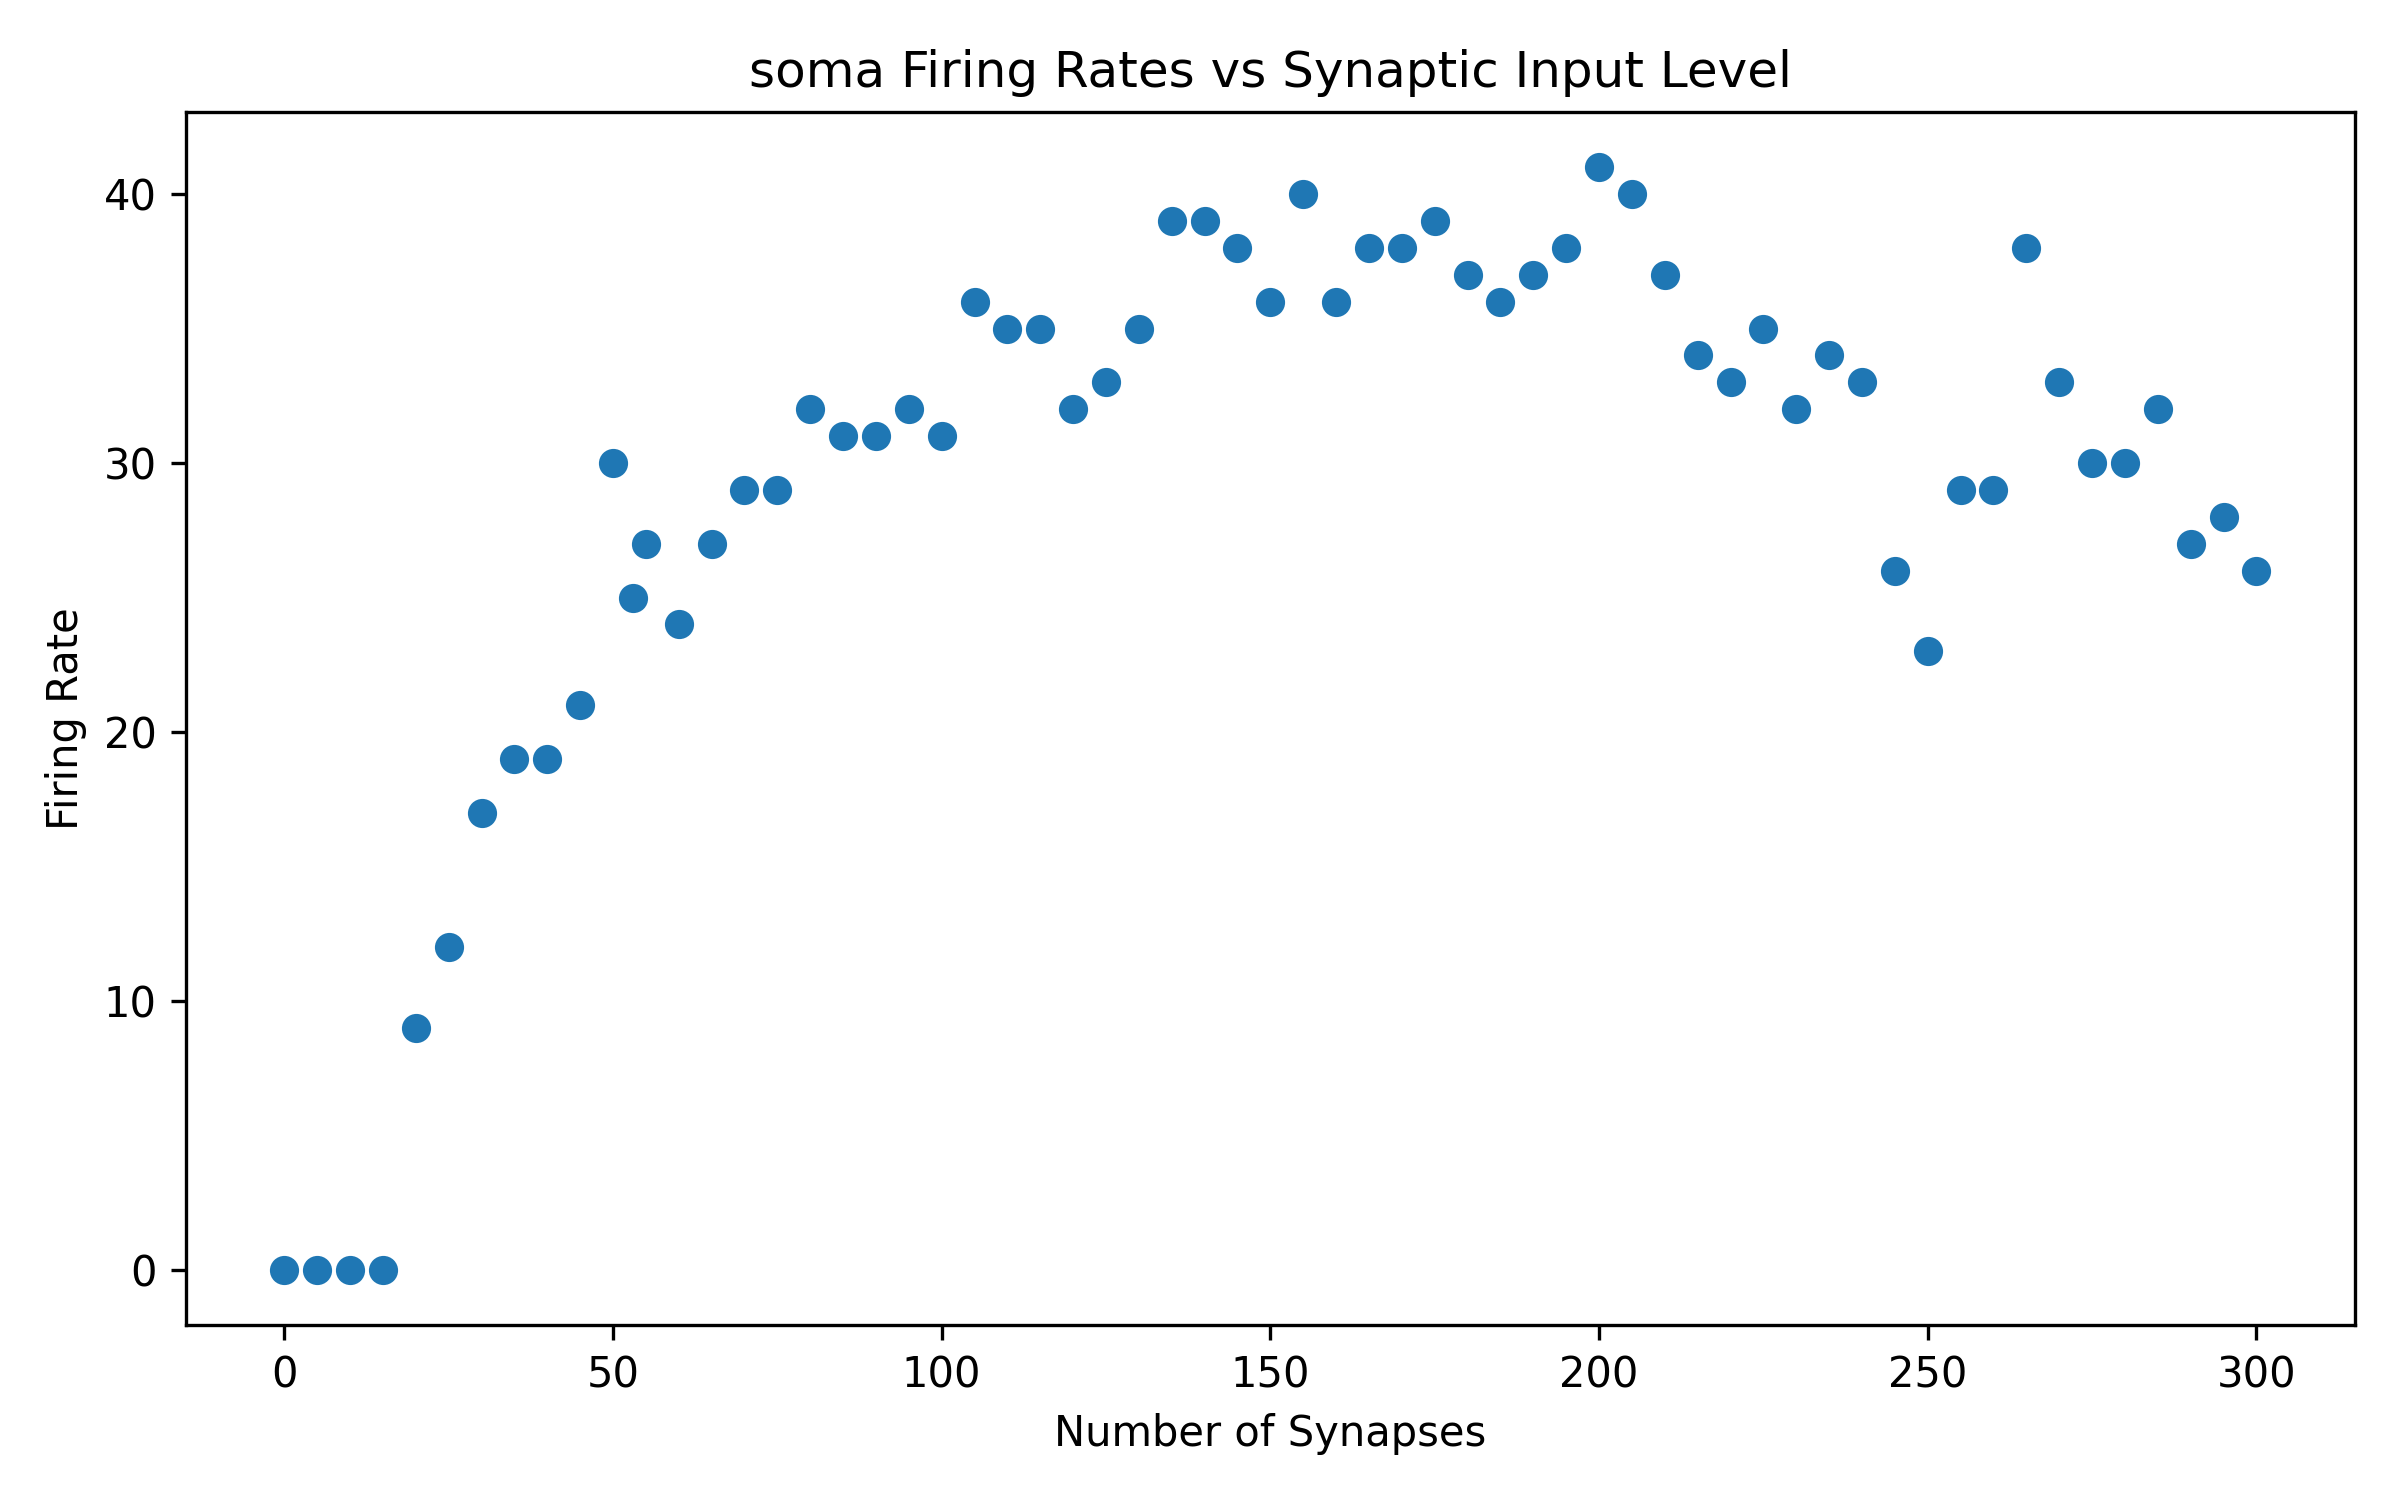 soma Firing Rates vs Synaptic Input Level
40
30
20
10
0
Firing Rate
0 50 100 150 200 250 300
Number of Synapses